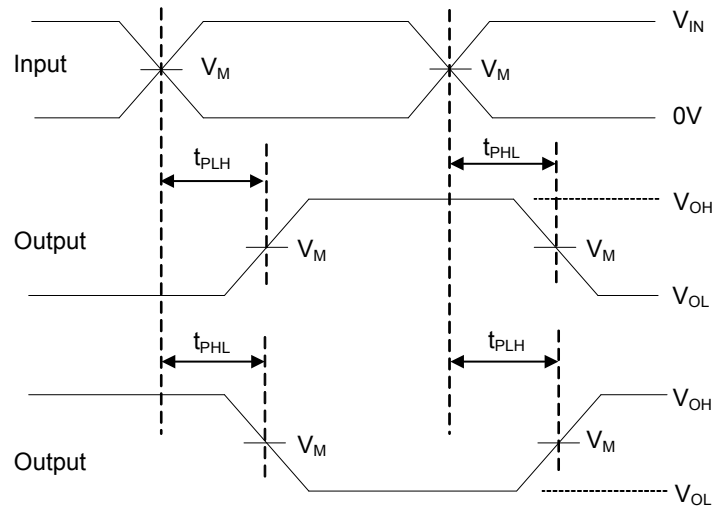 V_IN
Input
V_M
V_M
0V
t_PLH
t_PHL
V_OH
Output
V_M
V_M
V_OL
t_PHL
t_PLH
V_OH
V_M
V_M
Output
V_OL